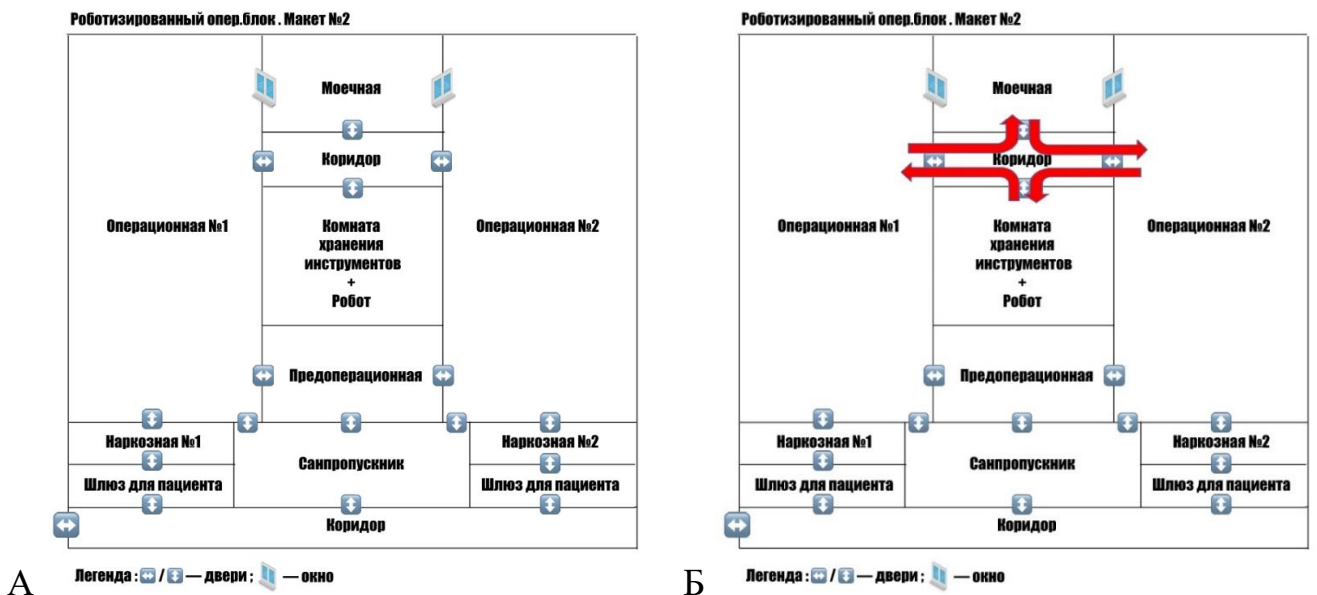 Роботизированный опер.блок . Макет №2
Моечная
Коридор
Операционная №1
Комната
хранения
инструментов
+
Робот
Операционная №2
Предоперационная
Наркозная №1
Наркозная №2
Санпропускник
Шлюз для пациента
Шлюз для пациента
Коридор
А
Легенда : / — двери ; — окно
Роботизированный опер.блок . Макет №2
Моечная
Коридор
Операционная №1
Комната
хранения
инструментов
+
Робот
Операционная №2
Предоперационная
Наркозная №1
Наркозная №2
Санпропускник
Шлюз для пациента
Шлюз для пациента
Коридор
Б
Легенда : / — двери ; — окно